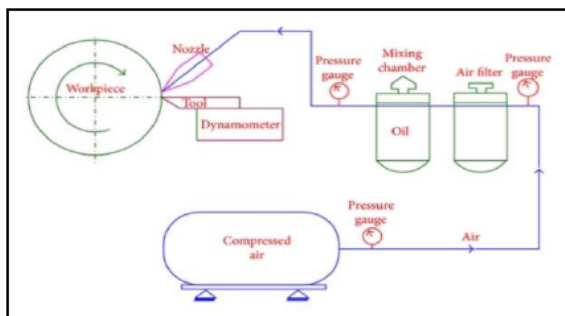 Nozzle
Workpiece
Tool
Dynamometer
Pressure
gauge
Mixing
chamber
Air filter
Pressure
gauge
Oil
Pressure
gauge
Compressed
air
Air